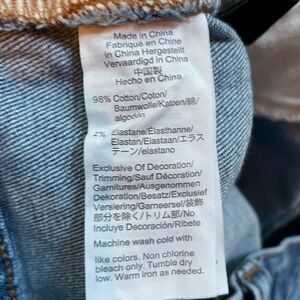 Made in China
Fabriqué en Chine
in China Hergestellt
Vervaardigd in China
中国製
Hecho en China
98% Cotton/Coton/
Baumwolle/Katoen/綿/
algodón
2% Elastane/Élasthanne/
Elastan/Elastaan/エラス
テーン/elastano
Exclusive Of Decoration/
Trimming/Sauf Décoration/
Garnitures/Ausgenommen
Dekoration/Besatz/Exclusief
Versiering/Garneersel/装飾
部分を除く/トリム部/No
Incluye Decoración/Ribete
Machine wash cold with
like colors. Non chlorine
bleach only. Tumble dry
low. Warm iron as needed.